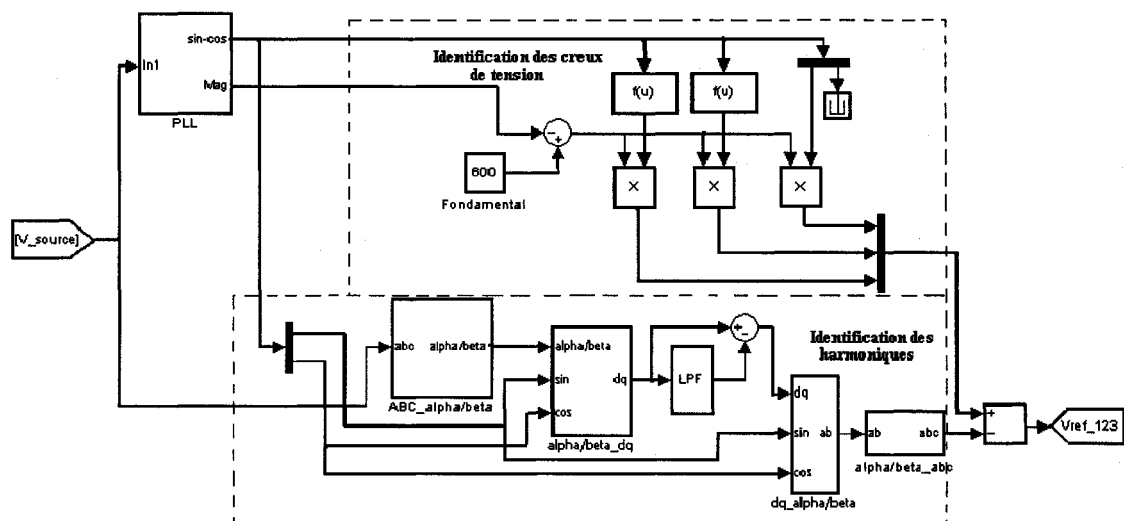 sin-cos
In1
Mag
PLL
Identification des creux
de tension
f(u)
f(u)
-
+
600
Fondamental
×
×
×
[V_source]
abc
alpha/beta
ABC_alpha/beta
alpha/beta
sin
cos
dq
alpha/beta_dq
LPF
+
-
Identification des
harmoniques
dq
sin
cos
ab
dq_alpha/beta
ab
abc
alpha/beta_abc
+
-
Vref_123